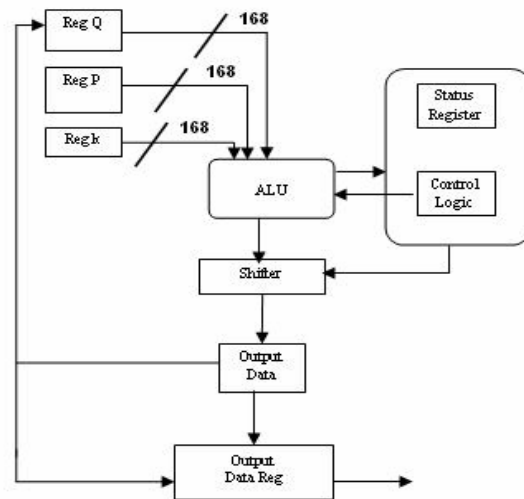 Reg Q
168
Reg P
168
Reg k
168
Status
Register
ALU
Control
Logic
Shifter
Output
Data
Output
Data Reg